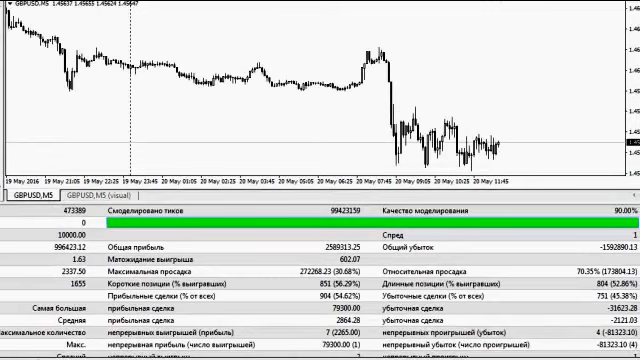 GBPUSD,M5 1.45637 1.45655 1.45624 1.45647
19 May 2016 19 May 21:25 19 May 22:25 19 May 23:45 20 May 01:05 20 May 02:25 20 May 03:45 20 May 05:05 20 May 06:25 20 May 07:45 20 May 09:05 20 May 10:25 20 May 11:45
GBPUSD,M5 GBPUSD,M5 (visual)
473389 Смоделировано тиков 99423159 Качество моделирования 90.00%
0
10000.00 Спред 1
996423.12 Общая прибыль 2589313.25 Общий убыток -1592890.13
1.63 Матожидание выигрыша 602.07
2337.50 Максимальная просадка 272268.23 (30.68%) Относительная просадка 70.35% (173804.13)
1655 Короткие позиции (% выигравших) 851 (56.29%) Длинные позиции (% выигравших) 804 (52.86%)
Прибыльные сделки (% от всех) 904 (54.62%) Убыточные сделки (% от всех) 751 (45.38%)
Самая большая прибыльная сделка 79300.00 убыточная сделка -31623.28
Средняя прибыльная сделка 2864.28 убыточная сделка -2121.03
максимальное количество непрерывных выигрышей (прибыль) 7 (2265.00) непрерывных проигрышей (убыток) 4 (-81323.10)
Макс. непрерывная прибыль (число выигрышей) 79300.00 (1) непрерывный убыток (число проигрышей) -81323.10 (4)
Средний непрерывный выигрыш 2